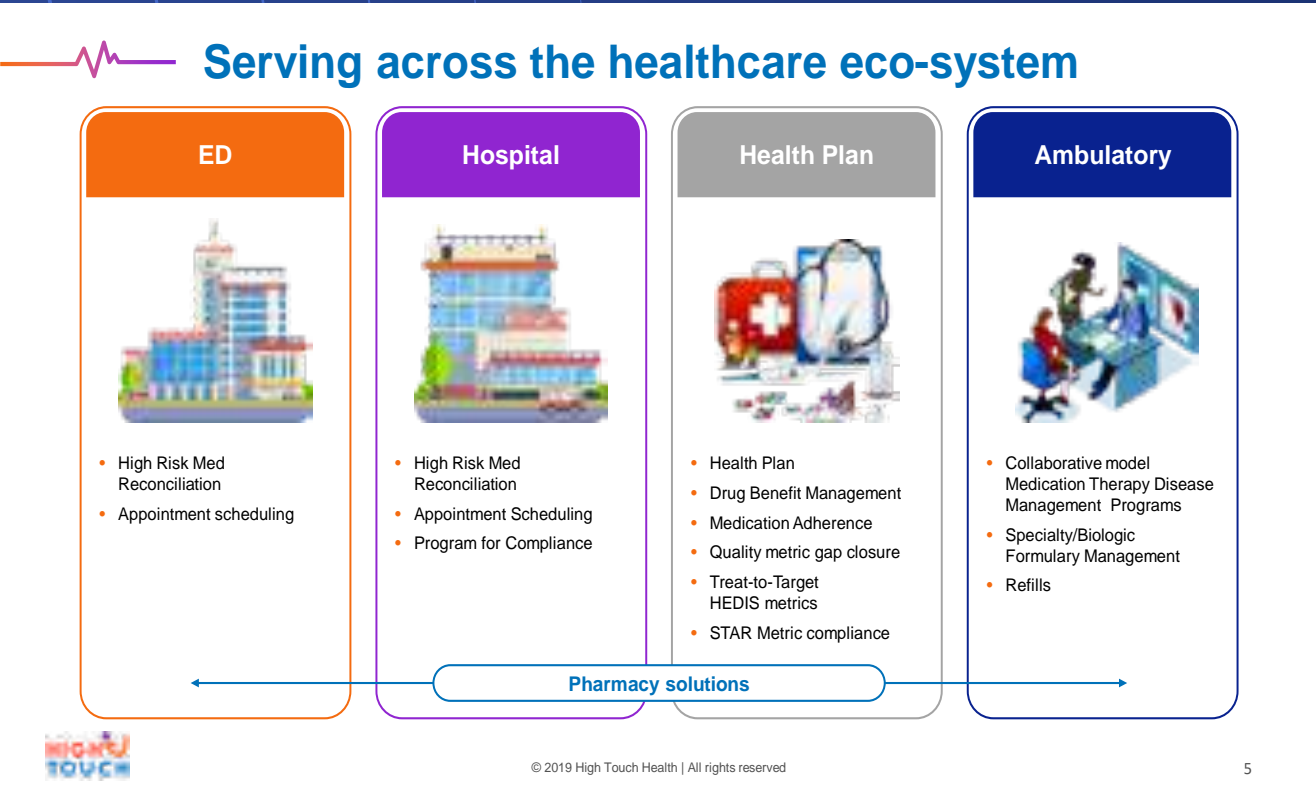 Serving across the healthcare eco-system
ED
Hospital
Health Plan
Ambulatory
• High Risk Med
Reconciliation
• Appointment scheduling
• High Risk Med
Reconciliation
• Appointment Scheduling
• Program for Compliance
• Health Plan
• Drug Benefit Management
• Medication Adherence
• Quality metric gap closure
• Treat-to-Target
HEDIS metrics
• STAR Metric compliance
• Collaborative model
Medication Therapy Disease
Management Programs
• Specialty/Biologic
Formulary Management
• Refills
Pharmacy solutions
HIGH
TOUCH
© 2019 High Touch Health | All rights reserved
5